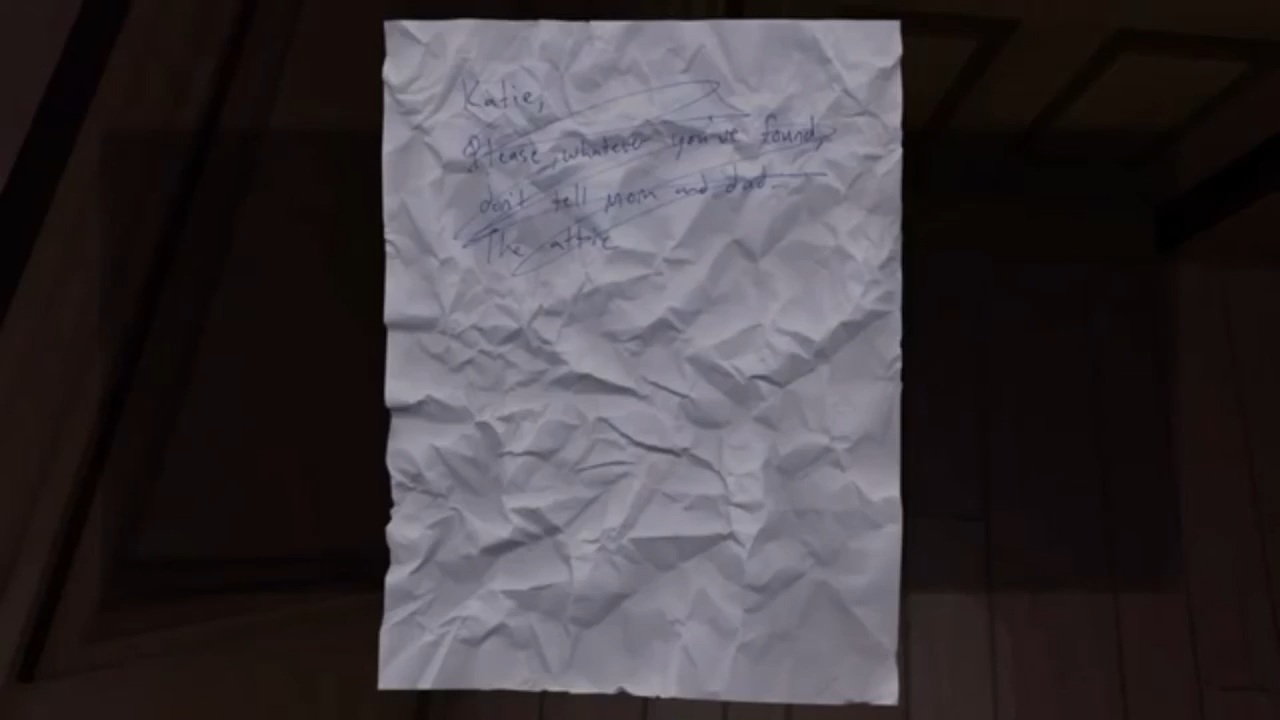 Katie,
Please, whatever you've found,
don't tell Mom and dad.
The attic